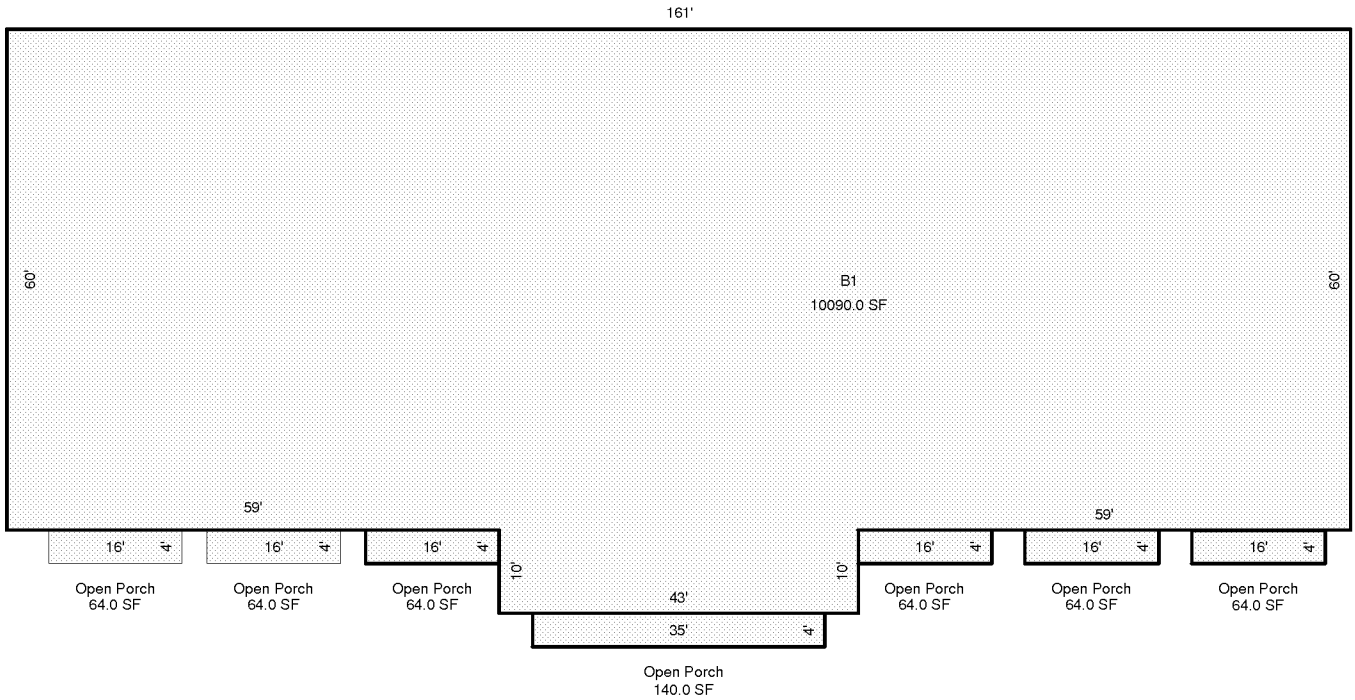 161'
60'
60'
B1
10090.0 SF
59'
59'
16' 4'
16' 4'
16' 4'
16' 4'
16' 4'
16' 4'
10'
10'
Open Porch
64.0 SF
Open Porch
64.0 SF
Open Porch
64.0 SF
Open Porch
64.0 SF
Open Porch
64.0 SF
Open Porch
64.0 SF
43'
35' 4'
Open Porch
140.0 SF